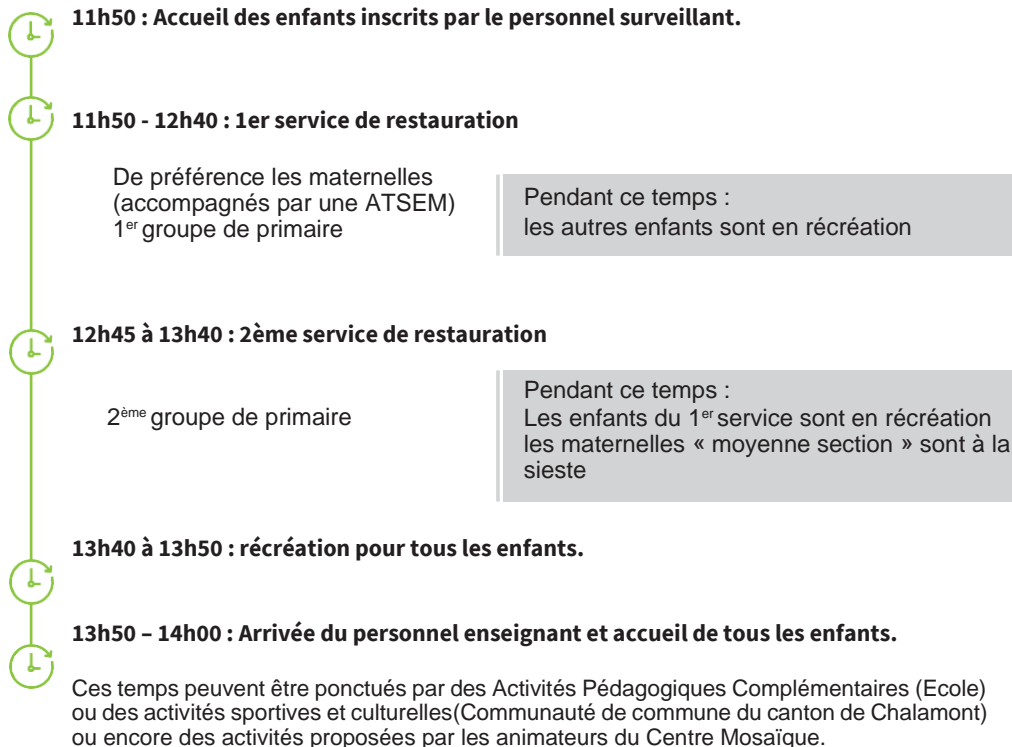 11h50 : Accueil des enfants inscrits par le personnel surveillant.
11h50 - 12h40 : 1er service de restauration
De préférence les maternelles
(accompagnés par une ATSEM)
1er groupe de primaire
Pendant ce temps :
les autres enfants sont en récréation
12h45 à 13h40 : 2ème service de restauration
2ème groupe de primaire
Pendant ce temps :
Les enfants du 1er service sont en récréation
les maternelles « moyenne section » sont à la
sieste
13h40 à 13h50 : récréation pour tous les enfants.
13h50 – 14h00 : Arrivée du personnel enseignant et accueil de tous les enfants.
Ces temps peuvent être ponctués par des Activités Pédagogiques Complémentaires (Ecole)
ou des activités sportives et culturelles(Communauté de commune du canton de Chalamont)
ou encore des activités proposées par les animateurs du Centre Mosaïque.